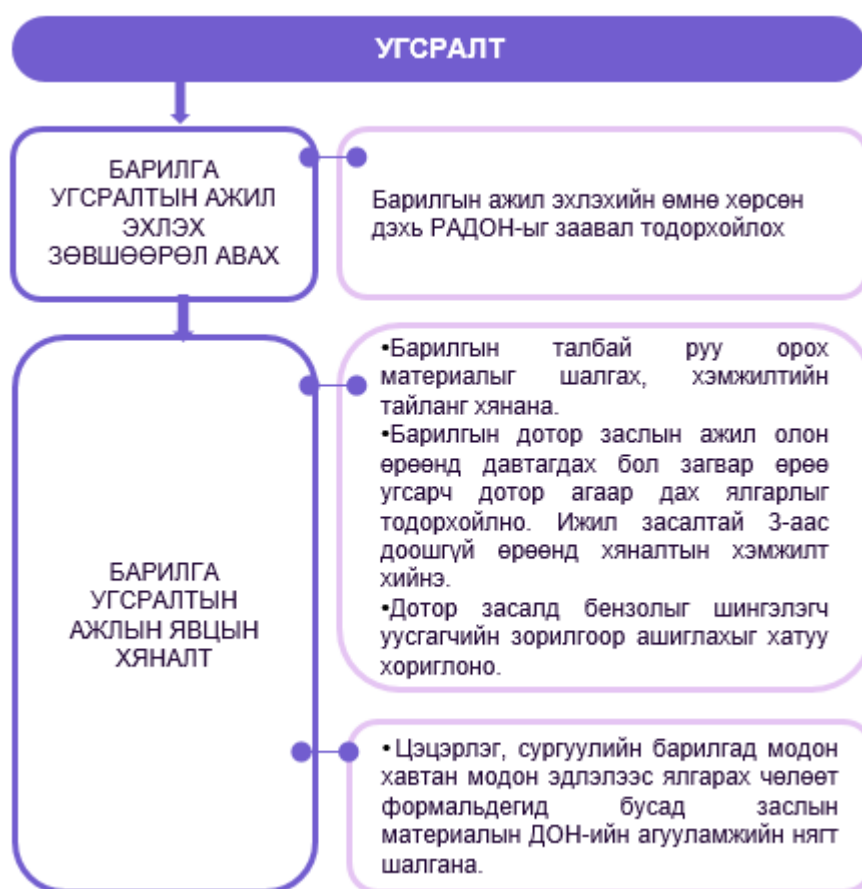 УГСРАЛТ
БАРИЛГА
УГСРАЛТЫН АЖИЛ
ЭХЛЭХ
ЗӨВШӨӨРӨЛ АВАХ
Барилгын ажил эхлэхийн өмнө хөрсөн
дэхь РАДОН-ыг заавал тодорхойлох
БАРИЛГА
УГСРАЛТЫН
АЖЛЫН ЯВЦЫН
ХЯНАЛТ
•Барилгын талбай руу орох
материалыг шалгах, хэмжилтийн
тайланг хянана.
•Барилгын дотор заслын ажил олон
өрөөнд давтагдах бол загвар өрөө
угсарч дотор агаар дах ялгарлыг
тодорхойлно. Ижил засалтай 3-аас
доошгүй өрөөнд хяналтын хэмжилт
хийнэ.
•Дотор засалд бензолыг шингэлэгч
уусгагчийн зорилгоор ашиглахыг хатуу
хориглоно.
•Цэцэрлэг, сургуулийн барилгад модон
хавтан модон эдлэлээс ялгарах чөлөөт
формальдегид бусад заслын
материалын ДОН-ийн агууламжийн нягт
шалгана.